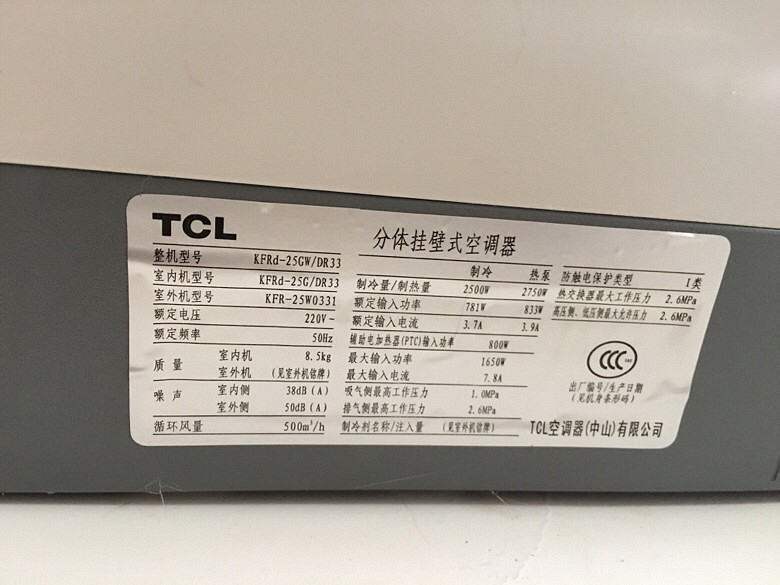 TCL
分体挂壁式空调器
整机型号 KFRd-25GW/DR33
室内机型号 KFRd-25G/DR33
室外机型号 KFR-25W0331
额定电压 220V~
额定频率 50Hz
质量 室内机 8.5kg
室外机 (见室外机铭牌)
噪声 室内侧 38dB(A)
室外侧 50dB(A)
循环风量 500m³/h
制冷 热泵
制冷量/制热量 2500W 2750W
额定输入功率 781W 833W
额定输入电流 3.7A 3.9A
辅助电加热器(PTC)输入功率 800W
最大输入功率 1650W
最大输入电流 7.8A
吸气侧最高工作压力 1.0MPa
排气侧最高工作压力 2.6MPa
制冷剂名称/注入量 (见室外机铭牌)
防触电保护类型 I类
热交换器最大工作压力 2.6MPa
高压侧、低压侧最大允许压力 2.6MPa
CCC
出厂编号/生产日期
(见机身条形码)
TCL空调器(中山)有限公司